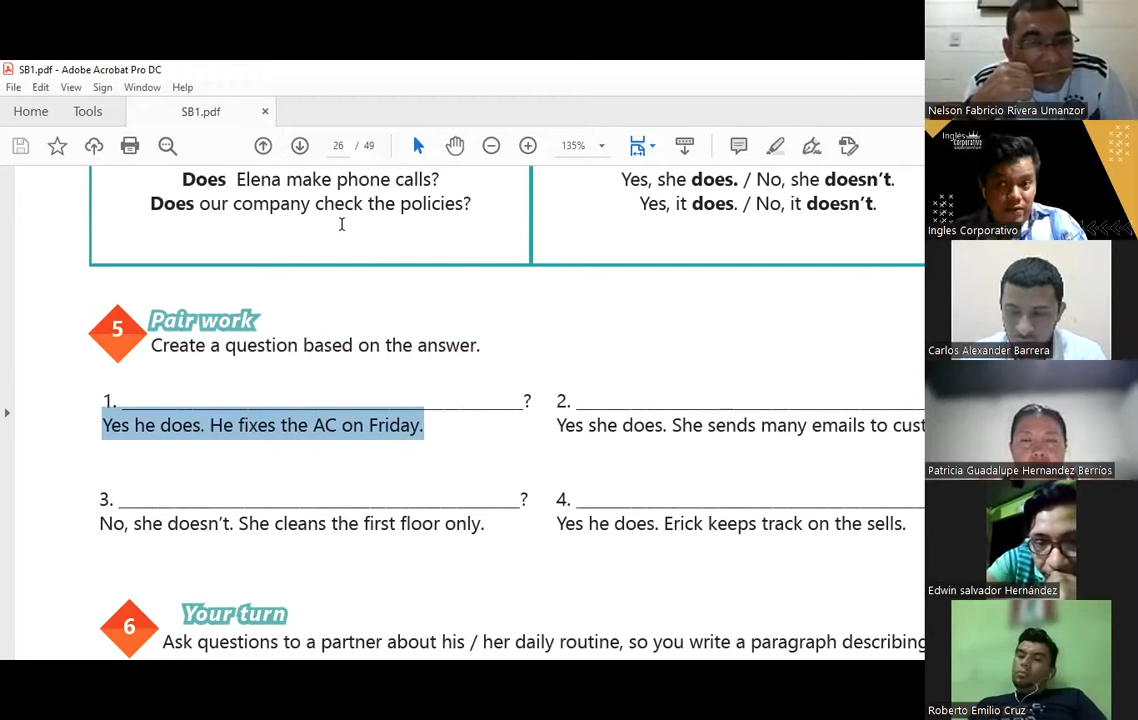 SB1.pdf - Adobe Acrobat Pro DC
File Edit View Sign Window Help
Home Tools SB1.pdf ×
26 / 49 135%
Does Elena make phone calls? Yes, she does. / No, she doesn't.
Does our company check the policies? Yes, it does. / No, it doesn't.
5 Pair work
Create a question based on the answer.
1. ? 2.
Yes he does. He fixes the AC on Friday. Yes she does. She sends many emails to cust
3. ? 4.
No, she doesn't. She cleans the first floor only. Yes he does. Erick keeps track on the sells.
6 Your turn
Ask questions to a partner about his / her daily routine, so you write a paragraph describing
Nelson Fabricio Rivera Umanzor
Inglés
Corporativo
Ingles Corporativo
Carlos Alexander Barrera
Patricia Guadalupe Hernandez Berríos
Edwin salvador Hernández
Roberto Emilio Cruz